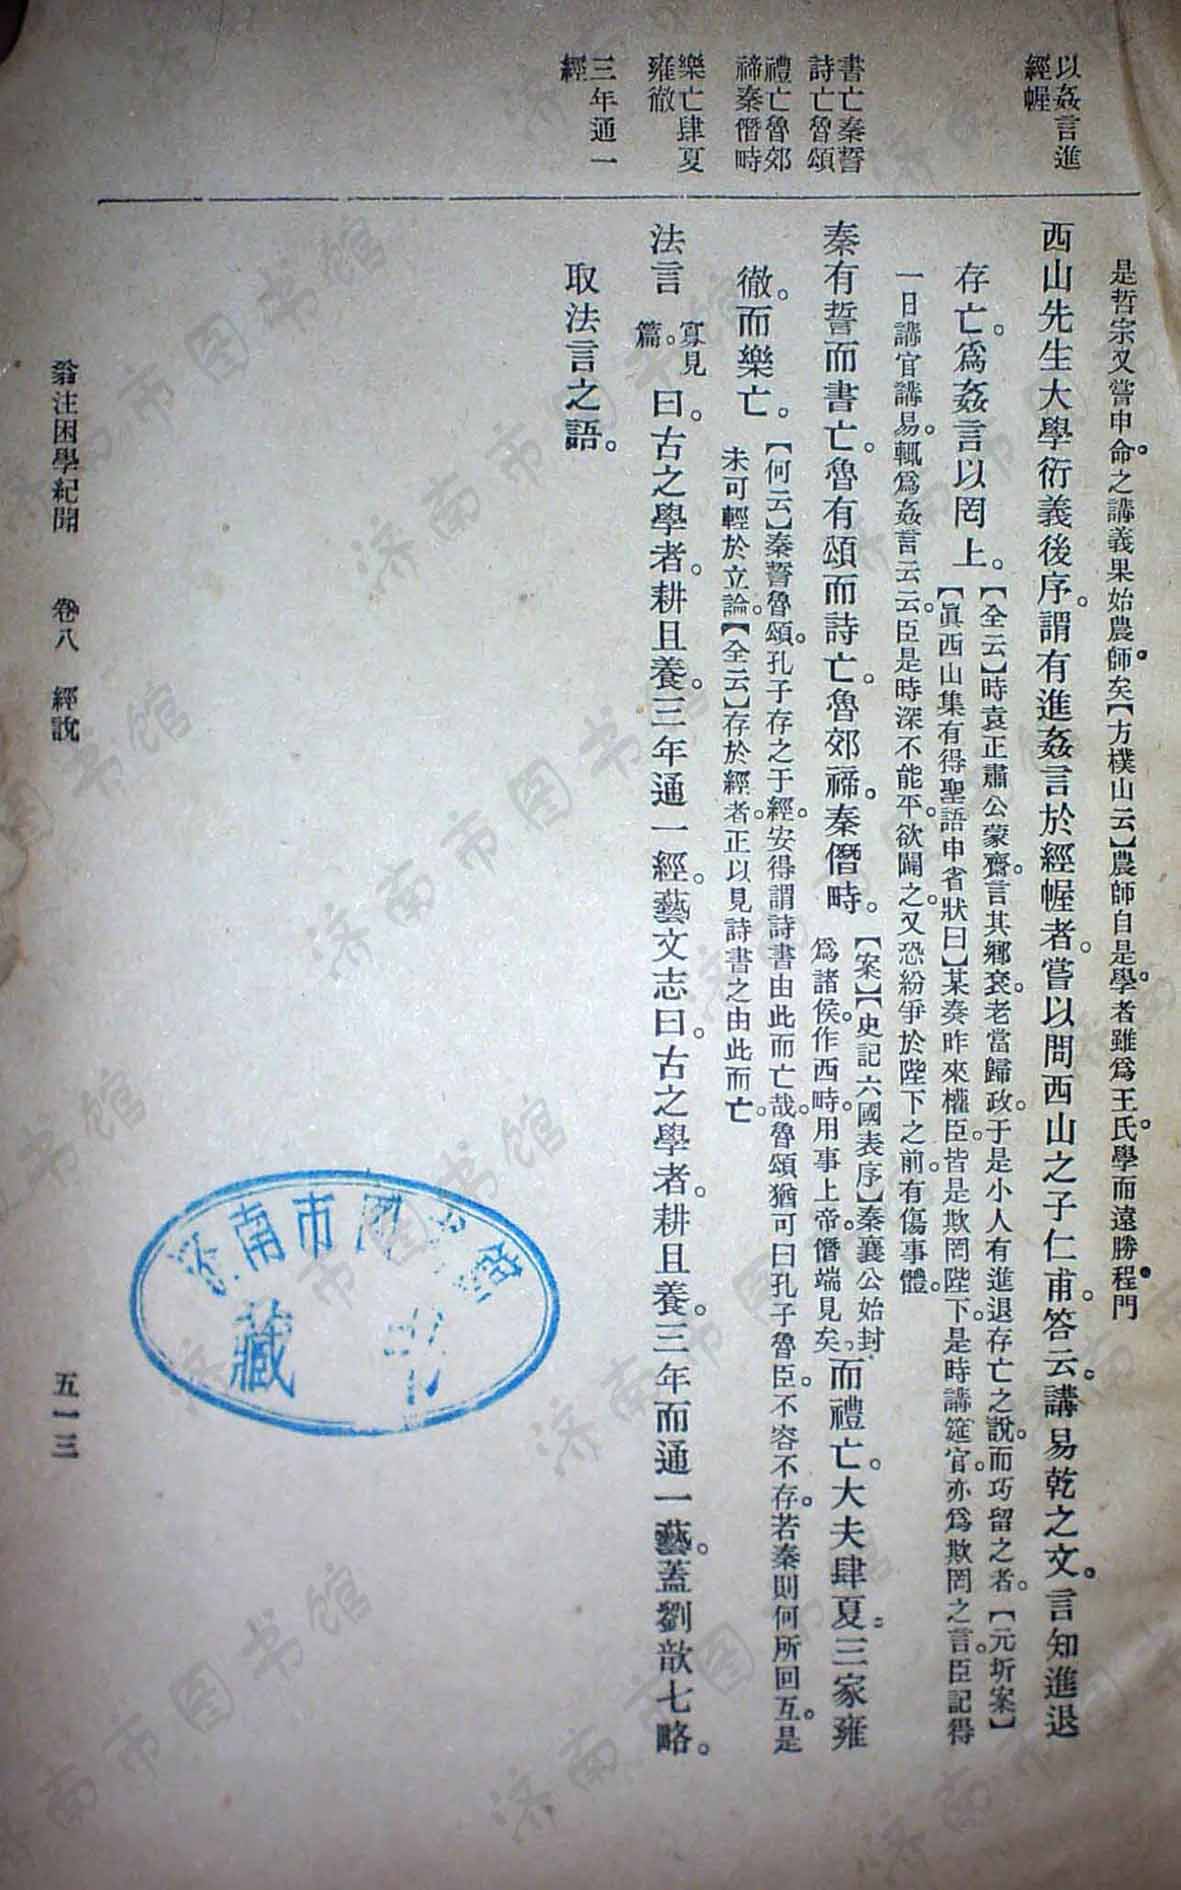 以姦言進
經幄
書亡秦誓
詩亡魯頌
禮亡魯郊
禘秦僭畤
樂亡肆夏
雍徹
三年通一
經
是哲宗又嘗申命之講義果始農師矣【方樸山云】農師自是學者雖爲王氏學而遠勝程門
西山先生大學衍義後序。謂有進姦言於經幄者。嘗以問西山之子仁甫。答云。講易乾之文。言知進退
存亡。爲姦言以罔上。【全云】時袁正肅公蒙齋言其鄉袞老當歸政。于是小人有進退存亡之說。而巧留之者。【元圻案】
【眞西山集有得聖語申省狀曰】某奏昨來權臣。皆是欺罔陛下。是時講筵官。亦爲欺罔之言。臣記得
一日講官講易。輒爲姦言云云。臣是時深不能平。欲闢之。又恐紛爭於陛下之前。有傷事體。
秦有誓而書亡。魯有頌而詩亡。魯郊禘。秦僭畤。【案】【史記六國表序】秦襄公始封
爲諸侯。作西畤。用事上帝。僭端見矣。而禮亡。大夫肆夏。三家雍
徹。而樂亡。【何云】秦誓魯頌。孔子存之于經。安得謂詩書由此而亡哉。魯頌猶可曰孔子魯臣。不容不存。若秦則何所回互。是
未可輕於立論。【全云】存於經者。正以見詩書之由此而亡。
法言 寡見
篇。曰。古之學者。耕且養。三年通一經。藝文志曰。古之學者。耕且養。三年而通一藝。蓋劉歆七略。
取法言之語。
翁注困學紀聞　卷八　經說
五一三
濟南市圖書館
藏書